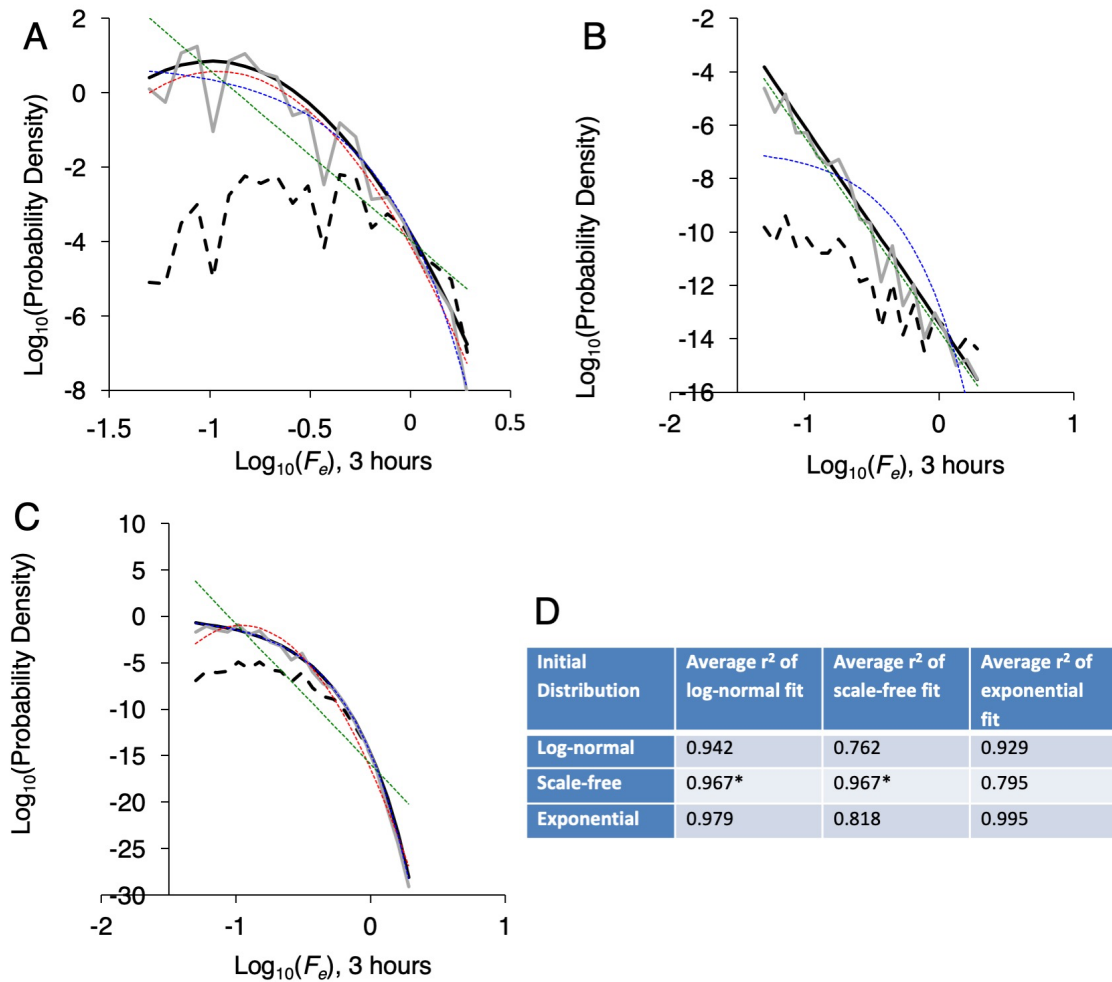 A
Log₁₀(Probability Density)
2
0
-2
-4
-6
-8
-1.5
-1
-0.5
0
0.5
Log₁₀(Fₑ), 3 hours
B
Log₁₀(Probability Density)
-2
-4
-6
-8
-10
-12
-14
-16
-2
-1
0
1
Log₁₀(Fₑ), 3 hours
C
Log₁₀(Probability Density)
10
5
0
-5
-10
-15
-20
-25
-30
-2
-1
0
1
Log₁₀(Fₑ), 3 hours
D
Initial Distribution
Average r² of log-normal fit
Average r² of scale-free fit
Average r² of exponential fit
Log-normal
0.942
0.762
0.929
Scale-free
0.967*
0.967*
0.795
Exponential
0.979
0.818
0.995